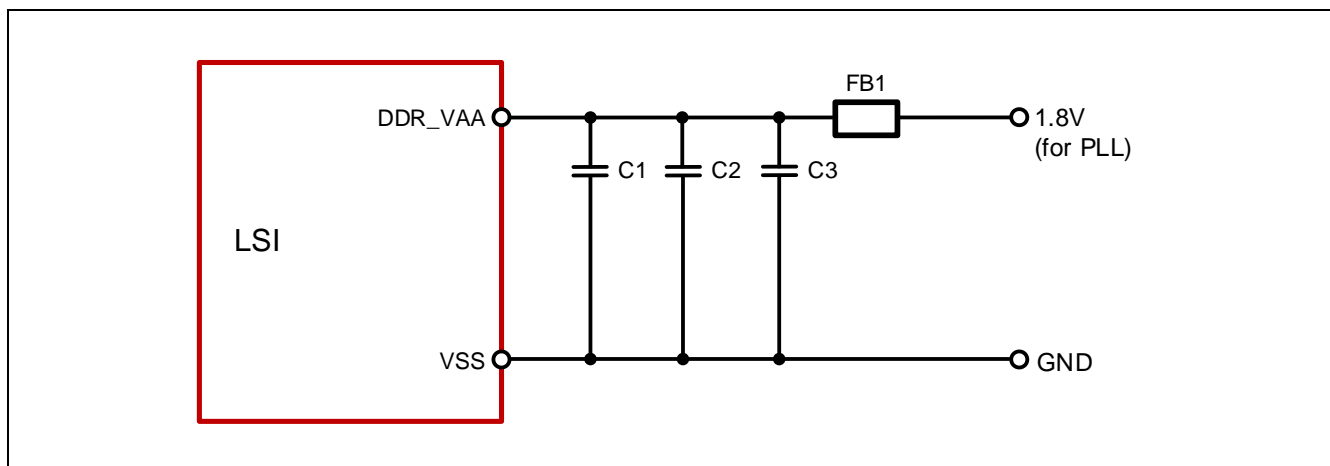 FB1
DDR_VAA
1.8V
(for PLL)
C1
C2
C3
LSI
VSS
GND